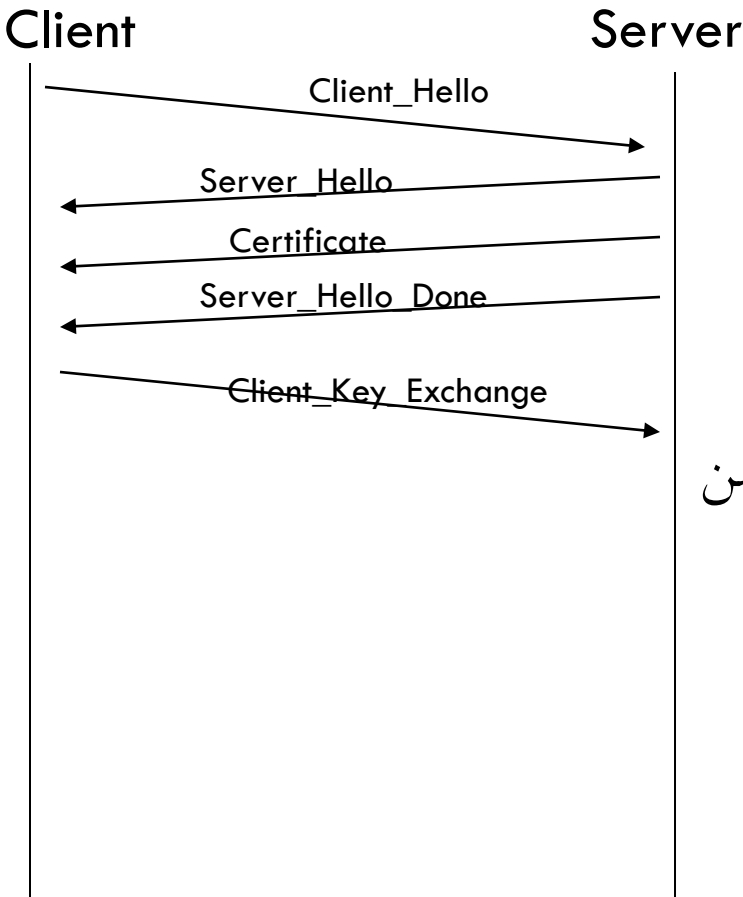 Client Server
Client_Hello
Server_Hello
Certificate
Server_Hello_Done
Client_Key_Exchange